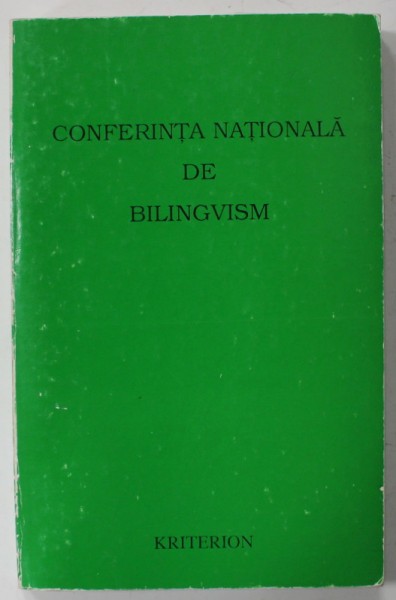 CONFERINȚA NAȚIONALĂ
DE
BILINGVISM
KRITERION